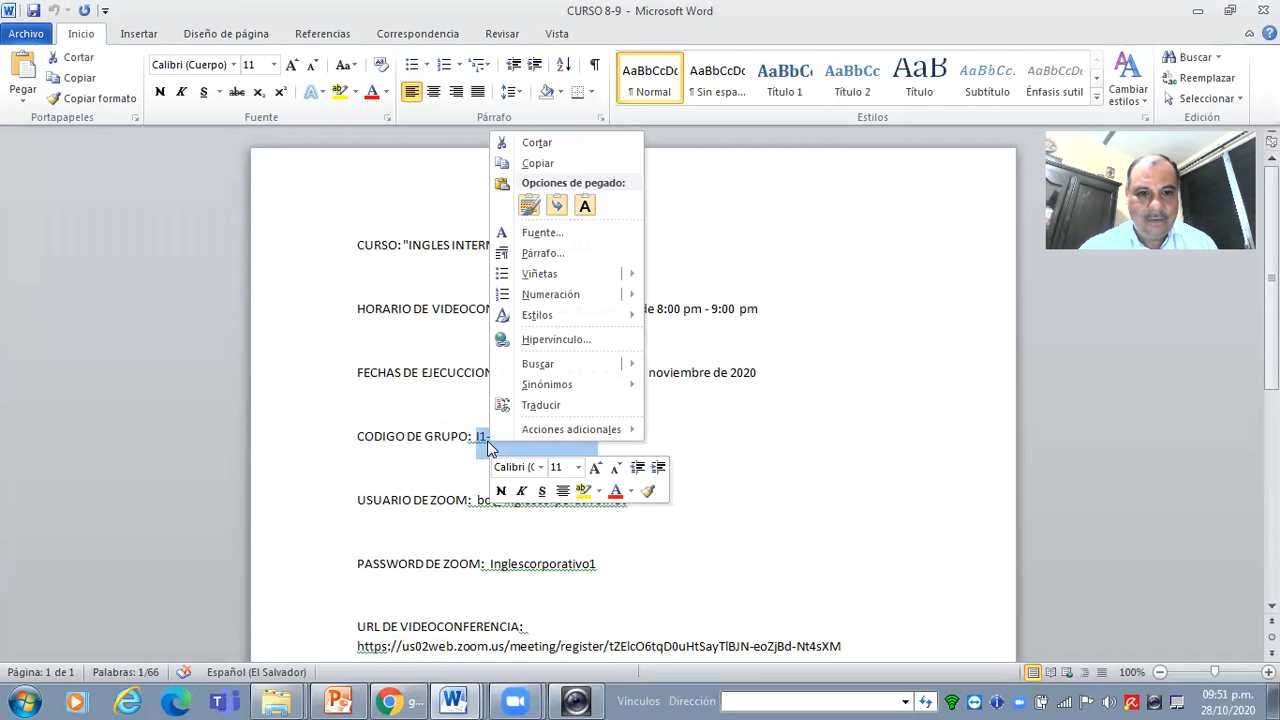 CURSO 8-9 - Microsoft Word
Archivo Inicio Insertar Diseño de página Referencias Correspondencia Revisar Vista
Cortar
Copiar
Copiar formato
Pegar
Portapapeles
Calibri (Cuerpo) 11
Fuente
Párrafo
AaBbCcDc AaBbCcDc AaBbC AaBbCc AaB AaBbCc. AaBbCcDc
¶ Normal ¶ Sin espa... Título 1 Título 2 Título Subtítulo Énfasis sutil
Cambiar estilos
Estilos
Buscar
Reemplazar
Seleccionar
Edición
CURSO: "INGLES INTERM
HORARIO DE VIDEOCON de 8:00 pm - 9:00 pm
FECHAS DE EJECUCCION noviembre de 2020
CODIGO DE GRUPO: I1-
USUARIO DE ZOOM:
PASSWORD DE ZOOM: Inglescorporativo1
URL DE VIDEOCONFERENCIA:
https://us02web.zoom.us/meeting/register/tZElcO6tqD0uHtSayTlBJN-eoZjBd-Nt4sXM
Cortar
Copiar
Opciones de pegado:
Fuente...
Párrafo...
Viñetas
Numeración
Estilos
Hipervínculo...
Buscar
Sinónimos
Traducir
Acciones adicionales
Calibri (C 11
N K S
Página: 1 de 1 Palabras: 1/66 Español (El Salvador) 100%
Vínculos Dirección
09:51 p.m.
28/10/2020